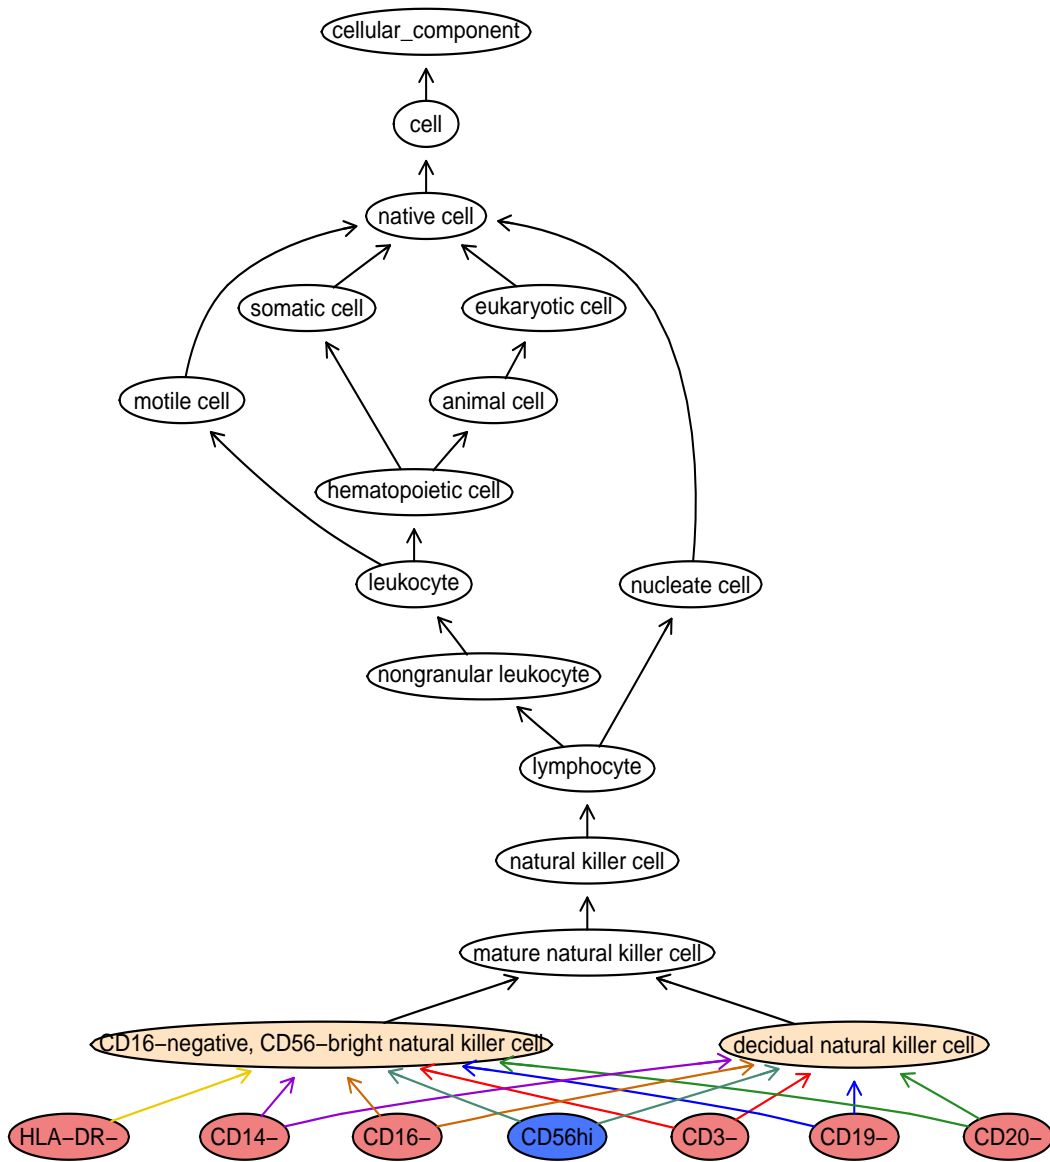 cellular_component
cell
native cell
somatic cell
eukaryotic cell
motile cell
animal cell
hematopoietic cell
leukocyte
nucleate cell
nongranular leukocyte
lymphocyte
natural killer cell
mature natural killer cell
CD16−negative, CD56−bright natural killer cell
decidual natural killer cell
HLA−DR−
CD14−
CD16−
CD56hi
CD3−
CD19−
CD20−